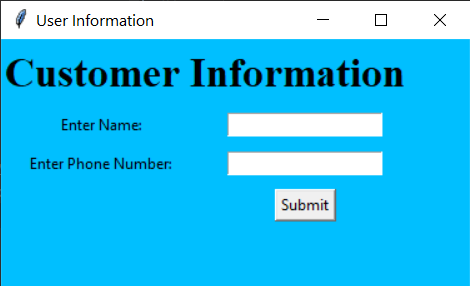 User Information
Customer Information
Enter Name:
Enter Phone Number:
Submit